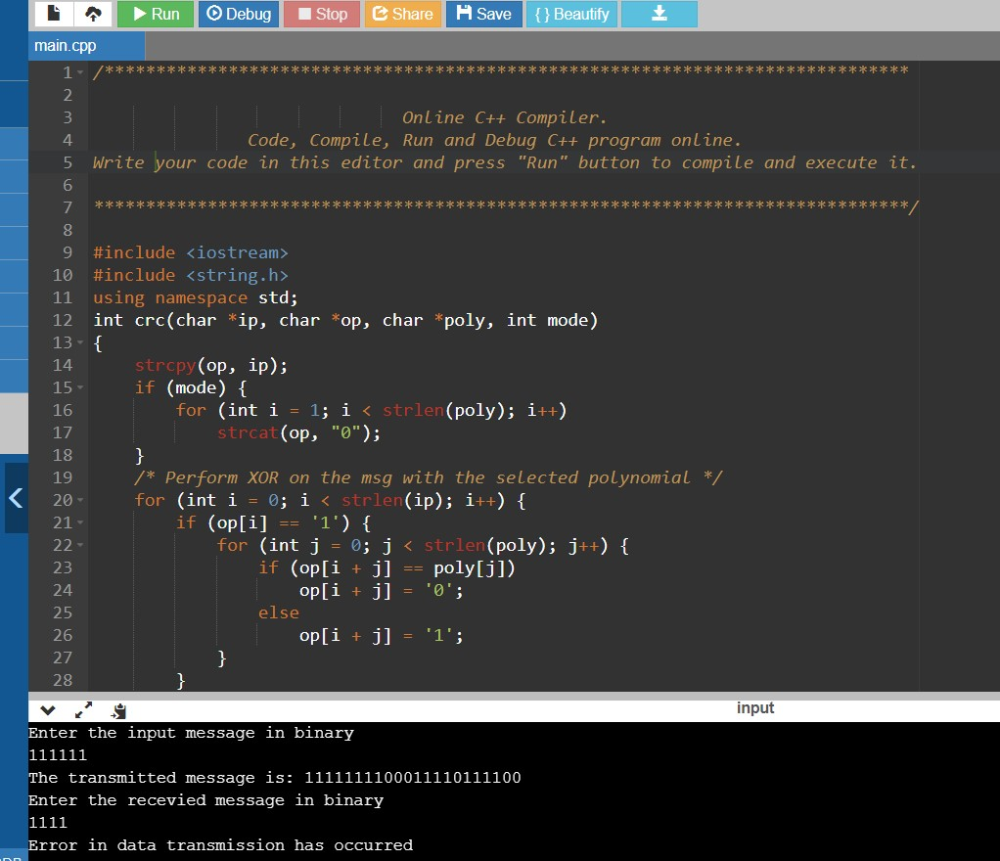 Run Debug Stop Share Save { } Beautify
main.cpp
1 /******************************************************************************
2
3 Online C++ Compiler.
4 Code, Compile, Run and Debug C++ program online.
5 Write your code in this editor and press "Run" button to compile and execute it.
6
7 *******************************************************************************/
8
9 #include <iostream>
10 #include <string.h>
11 using namespace std;
12 int crc(char *ip, char *op, char *poly, int mode)
13 {
14 strcpy(op, ip);
15 if (mode) {
16 for (int i = 1; i < strlen(poly); i++)
17 strcat(op, "0");
18 }
19 /* Perform XOR on the msg with the selected polynomial */
20 for (int i = 0; i < strlen(ip); i++) {
21 if (op[i] == '1') {
22 for (int j = 0; j < strlen(poly); j++) {
23 if (op[i + j] == poly[j])
24 op[i + j] = '0';
25 else
26 op[i + j] = '1';
27 }
28 }
input
Enter the input message in binary
111111
The transmitted message is: 1111111100011110111100
Enter the recevied message in binary
1111
Error in data transmission has occurred